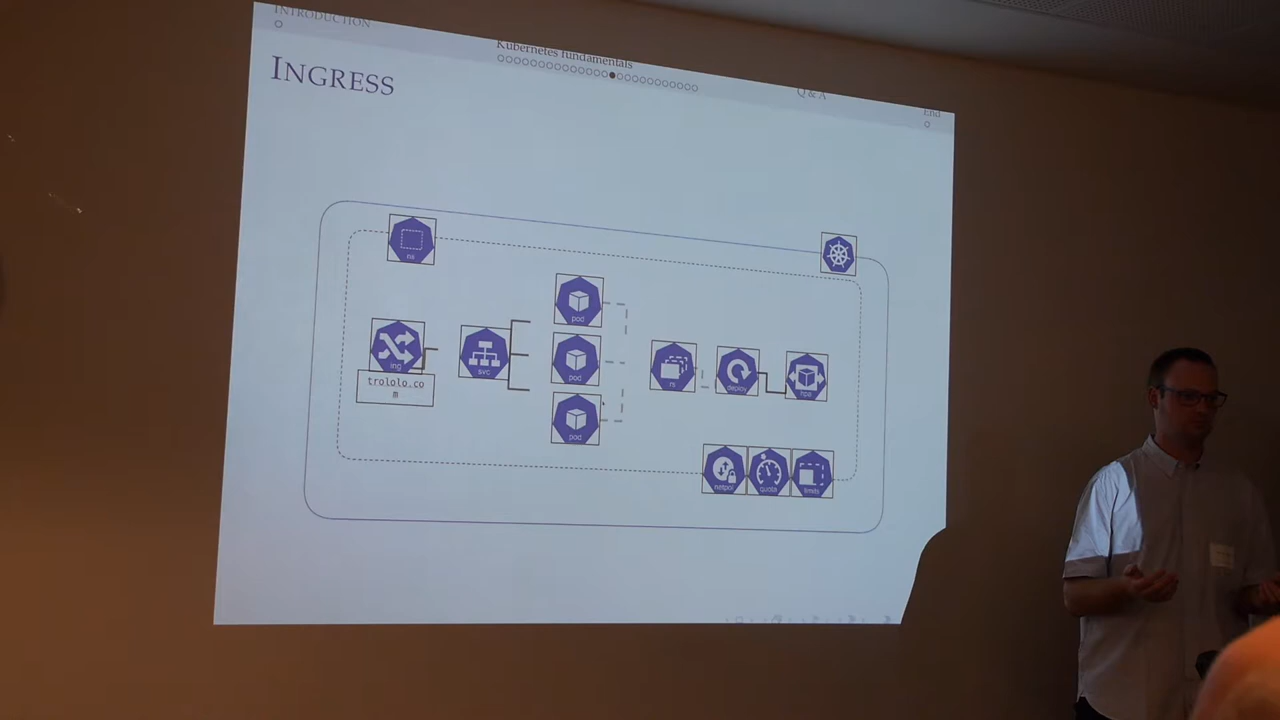 INTRODUCTION
Kubernetes fundamentals
Q & A
End
INGRESS
ns
pod
ing
svc
pod
rs
deploy
hpa
trololo.co
m
pod
netpol
quota
limits